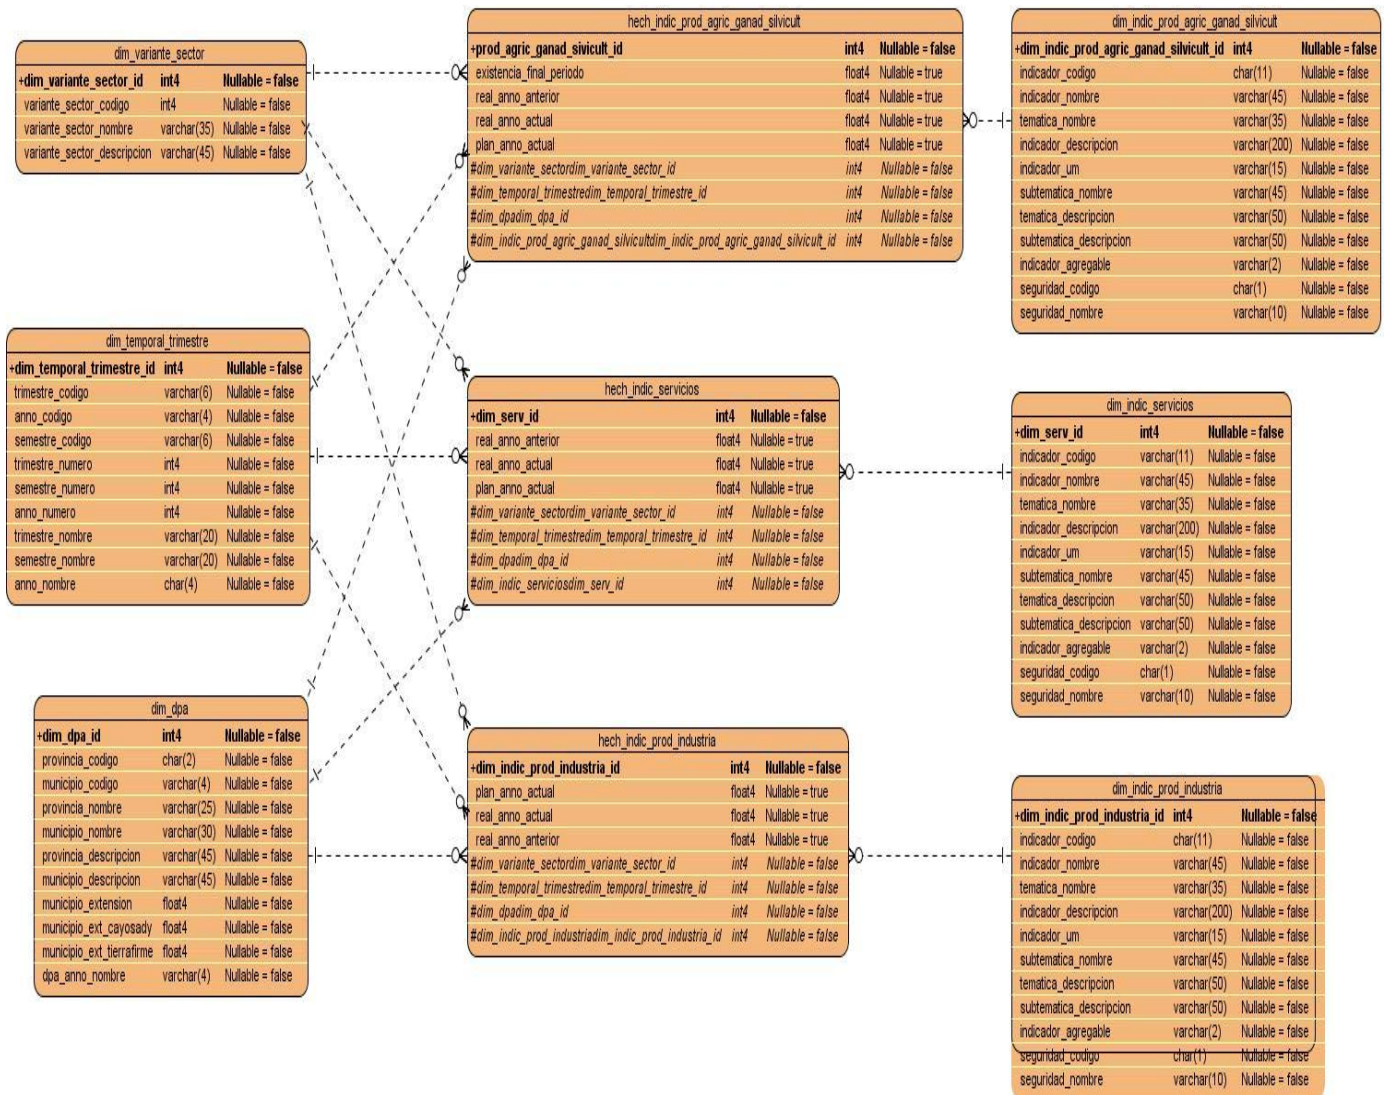 dim_variante_sector
+dim_variante_sector_id int4 Nullable = false
variante_sector_codigo int4 Nullable = false
variante_sector_nombre varchar(35) Nullable = false
variante_sector_descripcion varchar(45) Nullable = false
dim_temporal_trimestre
+dim_temporal_trimestre_id int4 Nullable = false
trimestre_codigo varchar(6) Nullable = false
anno_codigo varchar(4) Nullable = false
semestre_codigo varchar(6) Nullable = false
trimestre_numero int4 Nullable = false
semestre_numero int4 Nullable = false
anno_numero int4 Nullable = false
trimestre_nombre varchar(20) Nullable = false
semestre_nombre varchar(20) Nullable = false
anno_nombre char(4) Nullable = false
dim_dpa
+dim_dpa_id int4 Nullable = false
provincia_codigo char(2) Nullable = false
municipio_codigo varchar(4) Nullable = false
provincia_nombre varchar(25) Nullable = false
municipio_nombre varchar(30) Nullable = false
provincia_descripcion varchar(45) Nullable = false
municipio_descripcion varchar(45) Nullable = false
municipio_extension float4 Nullable = false
municipio_ext_cayosady float4 Nullable = false
municipio_ext_tierrafirme float4 Nullable = false
dpa_anno_nombre varchar(4) Nullable = false
hech_indic_prod_agric_ganad_silvicult
+prod_agric_ganad_sivicult_id int4 Nullable = false
existencia_final_periodo float4 Nullable = true
real_anno_anterior float4 Nullable = true
real_anno_actual float4 Nullable = true
plan_anno_actual float4 Nullable = true
#dim_variante_sectordim_variante_sector_id int4 Nullable = false
#dim_temporal_trimestredim_temporal_trimestre_id int4 Nullable = false
#dim_dpadim_dpa_id int4 Nullable = false
#dim_indic_prod_agric_ganad_silvicultdim_indic_prod_agric_ganad_silvicult_id int4 Nullable = false
hech_indic_servicios
+dim_serv_id int4 Nullable = false
real_anno_anterior float4 Nullable = true
real_anno_actual float4 Nullable = true
plan_anno_actual float4 Nullable = true
#dim_variante_sectordim_variante_sector_id int4 Nullable = false
#dim_temporal_trimestredim_temporal_trimestre_id int4 Nullable = false
#dim_dpadim_dpa_id int4 Nullable = false
#dim_indic_serviciosdim_serv_id int4 Nullable = false
hech_indic_prod_industria
+dim_indic_prod_industria_id int4 Nullable = false
plan_anno_actual float4 Nullable = true
real_anno_actual float4 Nullable = true
real_anno_anterior float4 Nullable = true
#dim_variante_sectordim_variante_sector_id int4 Nullable = false
#dim_temporal_trimestredim_temporal_trimestre_id int4 Nullable = false
#dim_dpadim_dpa_id int4 Nullable = false
#dim_indic_prod_industriadim_indic_prod_industria_id int4 Nullable = false
dim_indic_prod_agric_ganad_silvicult
+dim_indic_prod_agric_ganad_silvicult_id int4 Nullable = false
indicador_codigo char(11) Nullable = false
indicador_nombre varchar(45) Nullable = false
tematica_nombre varchar(35) Nullable = false
indicador_descripcion varchar(200) Nullable = false
indicador_um varchar(15) Nullable = false
subtematica_nombre varchar(45) Nullable = false
tematica_descripcion varchar(50) Nullable = false
subtematica_descripcion varchar(50) Nullable = false
indicador_agregable varchar(2) Nullable = false
seguridad_codigo char(1) Nullable = false
seguridad_nombre varchar(10) Nullable = false
dim_indic_servicios
+dim_serv_id int4 Nullable = false
indicador_codigo varchar(11) Nullable = false
indicador_nombre varchar(45) Nullable = false
tematica_nombre varchar(35) Nullable = false
indicador_descripcion varchar(200) Nullable = false
indicador_um varchar(15) Nullable = false
subtematica_nombre varchar(45) Nullable = false
tematica_descripcion varchar(50) Nullable = false
subtematica_descripcion varchar(50) Nullable = false
indicador_agregable varchar(2) Nullable = false
seguridad_codigo char(1) Nullable = false
seguridad_nombre varchar(10) Nullable = false
dim_indic_prod_industria
+dim_indic_prod_industria_id int4 Nullable = false
indicador_codigo char(11) Nullable = false
indicador_nombre varchar(45) Nullable = false
tematica_nombre varchar(35) Nullable = false
indicador_descripcion varchar(200) Nullable = false
indicador_um varchar(15) Nullable = false
subtematica_nombre varchar(45) Nullable = false
tematica_descripcion varchar(50) Nullable = false
subtematica_descripcion varchar(50) Nullable = false
indicador_agregable varchar(2) Nullable = false
seguridad_codigo char(1) Nullable = false
seguridad_nombre varchar(10) Nullable = false